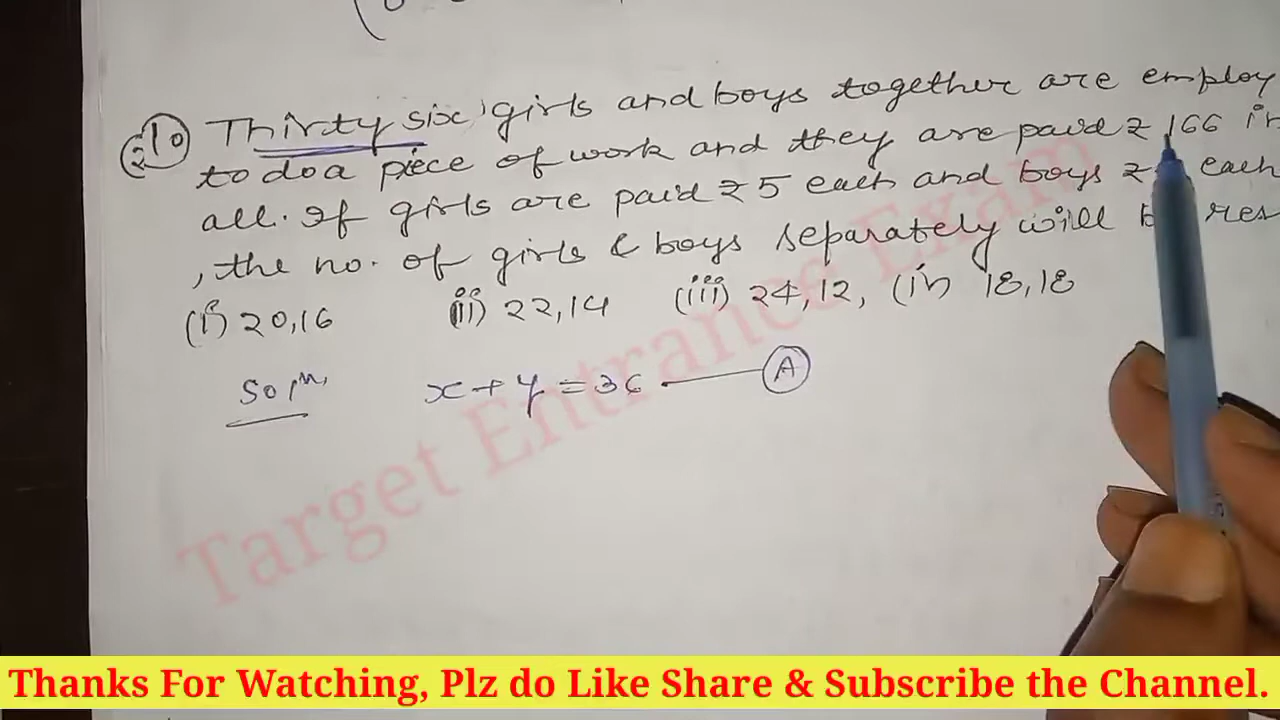 Q.10 Thirty six girls and boys together are employ
to do a piece of work and they are paid ₹ 166 in
all. If girls are paid ₹ 5 each and boys ₹ each
, the no. of girls & boys separately will res
(i) 20,16 (ii) 22,14 (iii) 24,12, (iv) 18,18
Solⁿ, x + y = 36 A
Target Entrance Exam
Thanks For Watching, Plz do Like Share & Subscribe the Channel.